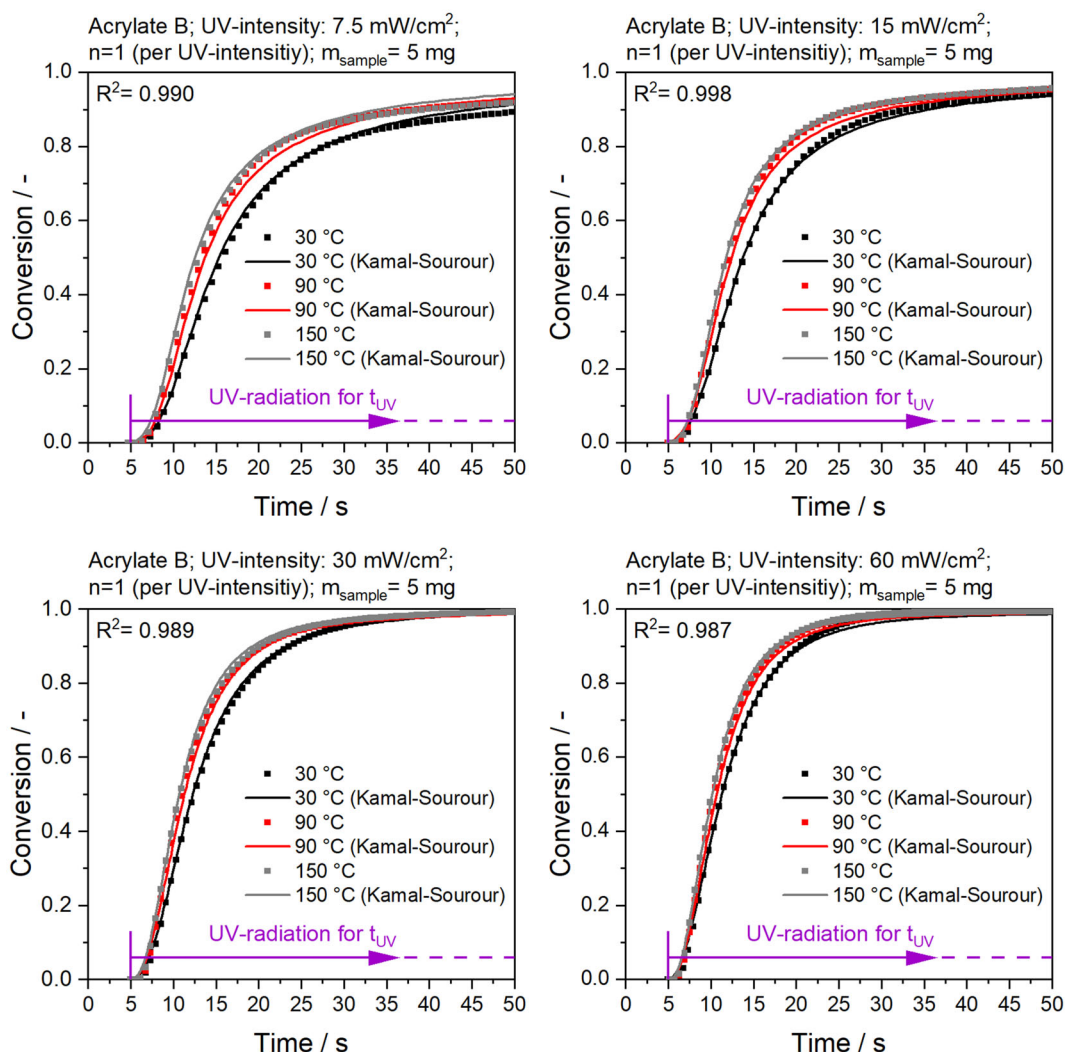 Acrylate B; UV-intensity: 7.5 mW/cm²;
n=1 (per UV-intensitiy); m_sample= 5 mg
R²= 0.990
1.0
0.8
0.6
0.4
0.2
0.0
Conversion / -
30 °C
30 °C (Kamal-Sourour)
90 °C
90 °C (Kamal-Sourour)
150 °C
150 °C (Kamal-Sourour)
UV-radiation for t_UV
0 5 10 15 20 25 30 35 40 45 50
Time / s
Acrylate B; UV-intensity: 15 mW/cm²;
n=1 (per UV-intensitiy); m_sample= 5 mg
R²= 0.998
1.0
0.8
0.6
0.4
0.2
0.0
Conversion / -
30 °C
30 °C (Kamal-Sourour)
90 °C
90 °C (Kamal-Sourour)
150 °C
150 °C (Kamal-Sourour)
UV-radiation for t_UV
0 5 10 15 20 25 30 35 40 45 50
Time / s
Acrylate B; UV-intensity: 30 mW/cm²;
n=1 (per UV-intensitiy); m_sample= 5 mg
R²= 0.989
1.0
0.8
0.6
0.4
0.2
0.0
Conversion / -
30 °C
30 °C (Kamal-Sourour)
90 °C
90 °C (Kamal-Sourour)
150 °C
150 °C (Kamal-Sourour)
UV-radiation for t_UV
0 5 10 15 20 25 30 35 40 45 50
Time / s
Acrylate B; UV-intensity: 60 mW/cm²;
n=1 (per UV-intensitiy); m_sample= 5 mg
R²= 0.987
1.0
0.8
0.6
0.4
0.2
0.0
Conversion / -
30 °C
30 °C (Kamal-Sourour)
90 °C
90 °C (Kamal-Sourour)
150 °C
150 °C (Kamal-Sourour)
UV-radiation for t_UV
0 5 10 15 20 25 30 35 40 45 50
Time / s